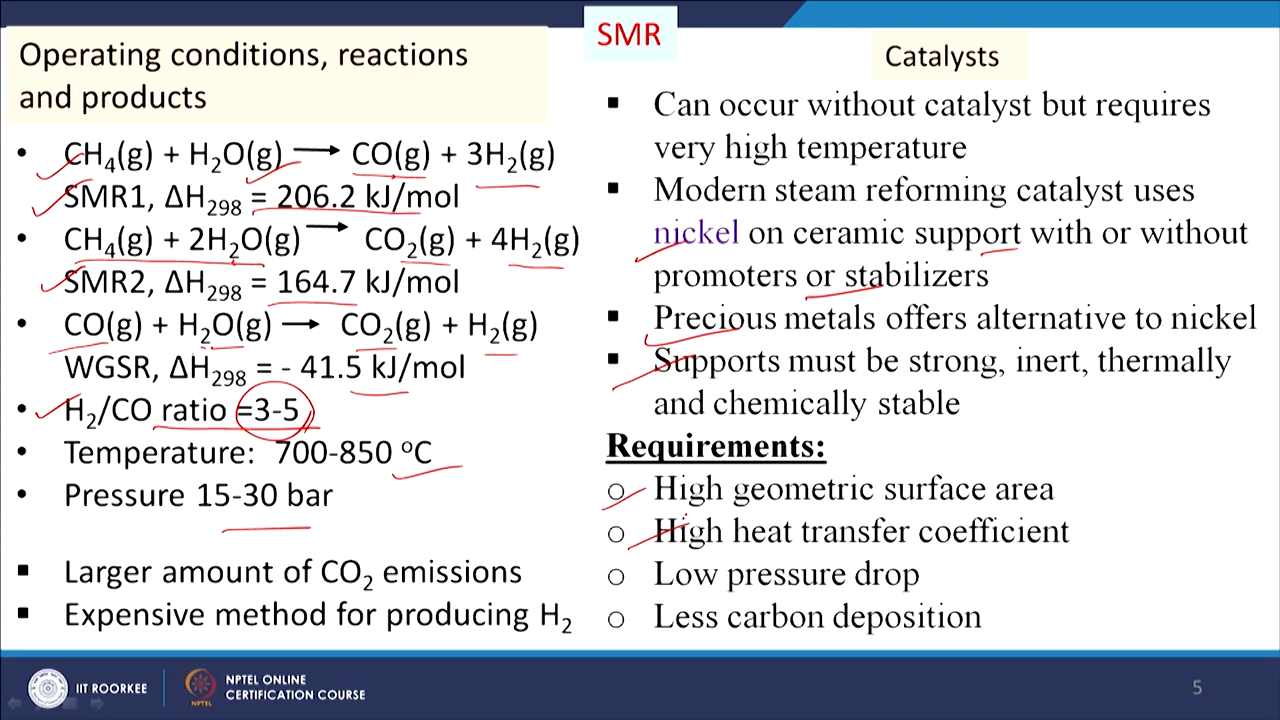 SMR
Operating conditions, reactions
and products
• CH₄(g) + H₂O(g) ⟶ CO(g) + 3H₂(g)
SMR1, ΔH₂₉₈ = 206.2 kJ/mol
• CH₄(g) + 2H₂O(g) ⟶ CO₂(g) + 4H₂(g)
SMR2, ΔH₂₉₈ = 164.7 kJ/mol
• CO(g) + H₂O(g) ⟶ CO₂(g) + H₂(g)
WGSR, ΔH₂₉₈ = - 41.5 kJ/mol
• H₂/CO ratio =3-5
• Temperature: 700-850 ᵒC
• Pressure 15-30 bar
▪ Larger amount of CO₂ emissions
▪ Expensive method for producing H₂
Catalysts
▪ Can occur without catalyst but requires
very high temperature
▪ Modern steam reforming catalyst uses
nickel on ceramic support with or without
promoters or stabilizers
▪ Precious metals offers alternative to nickel
▪ Supports must be strong, inert, thermally
and chemically stable
Requirements:
o High geometric surface area
o High heat transfer coefficient
o Low pressure drop
o Less carbon deposition
IIT ROORKEE
NPTEL
NPTEL ONLINE
CERTIFICATION COURSE
5